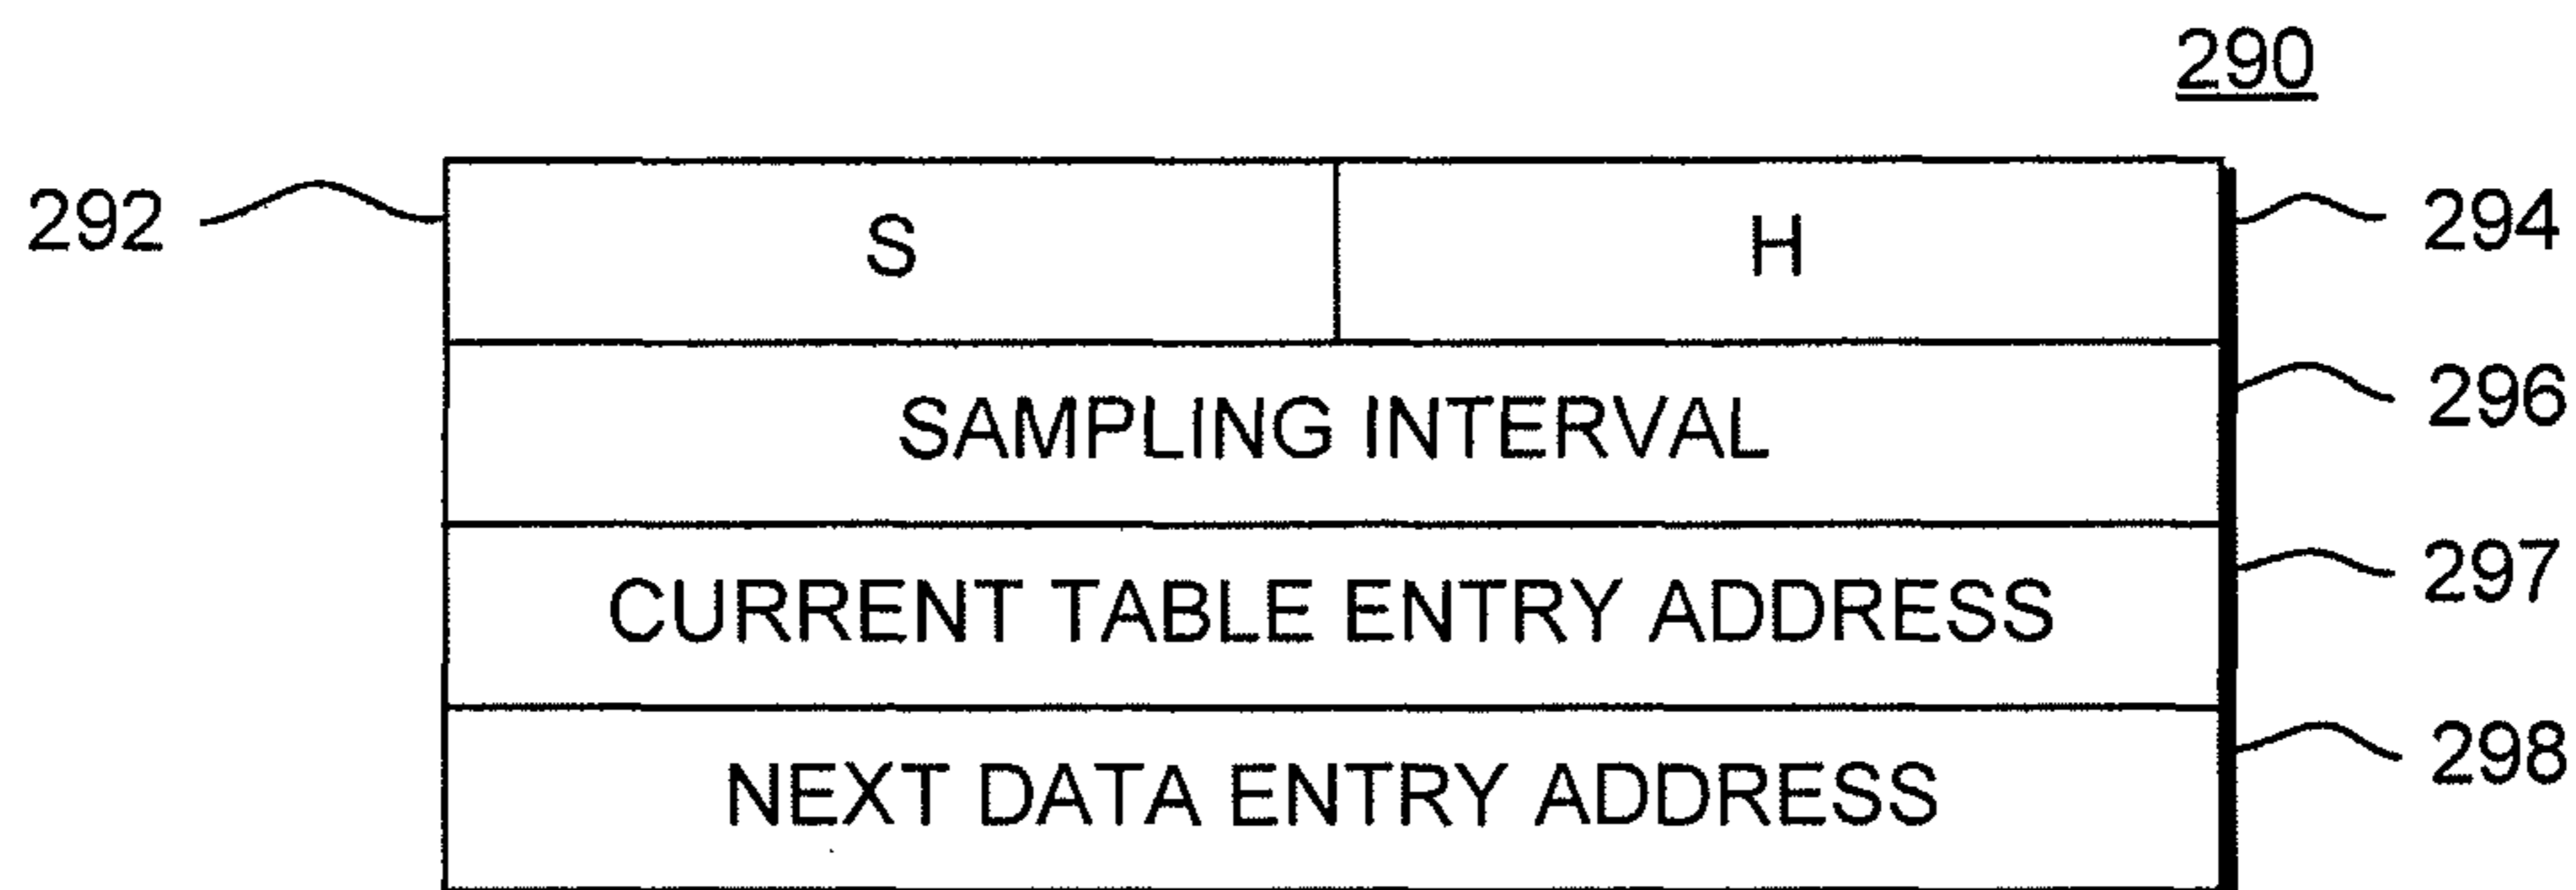 290
292 S H 294
SAMPLING INTERVAL 296
CURRENT TABLE ENTRY ADDRESS 297
NEXT DATA ENTRY ADDRESS 298